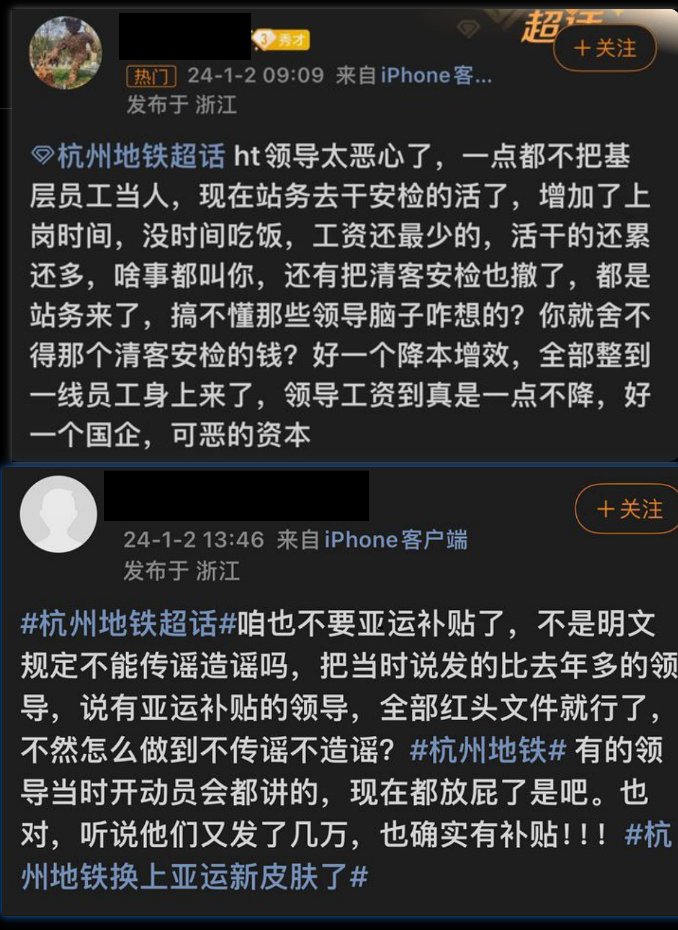 超话
3 秀才
＋关注
热门 24-1-2 09:09 来自 iPhone客...
发布于 浙江
杭州地铁超话 ht领导太恶心了，一点都不把基
层员工当人，现在站务去干安检的活了，增加了上
岗时间，没时间吃饭，工资还最少的，活干的还累
还多，啥事都叫你，还有把清客安检也撤了，都是
站务来了，搞不懂那些领导脑子咋想的？你就舍不
得那个清客安检的钱？好一个降本增效，全部整到
一线员工身上来了，领导工资到真是一点不降，好
一个国企，可恶的资本
＋关注
24-1-2 13:46 来自 iPhone客户端
发布于 浙江
#杭州地铁超话#咱也不要亚运补贴了，不是明文
规定不能传谣造谣吗，把当时说发的比去年多的领
导，说有亚运补贴的领导，全部红头文件就行了，
不然怎么做到不传谣不造谣？#杭州地铁# 有的领
导当时开动员会都讲的，现在都放屁了是吧。也
对，听说他们又发了几万，也确实有补贴!!! #杭
州地铁换上亚运新皮肤了#